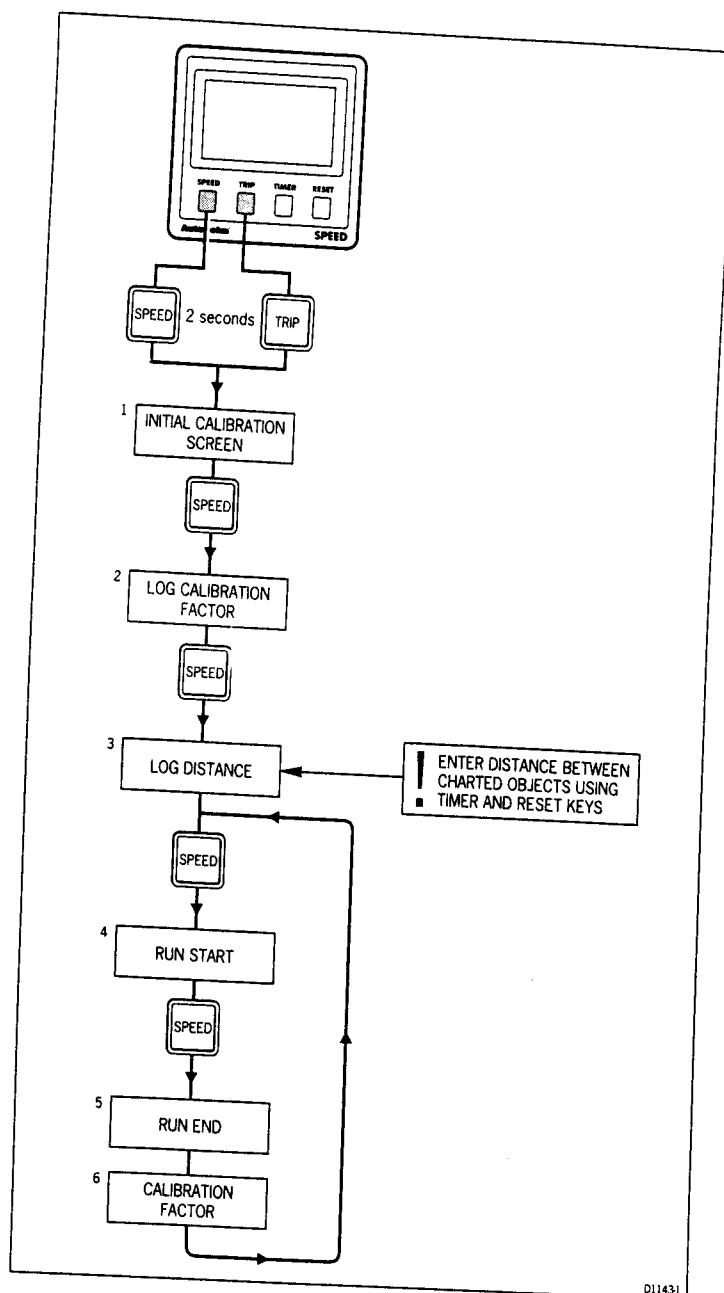 SPEED TRIP TIMER RESET
SPEED
SPEED 2 seconds TRIP
1 INITIAL CALIBRATION
SCREEN
SPEED
2 LOG CALIBRATION
FACTOR
SPEED
3 LOG DISTANCE
! ENTER DISTANCE BETWEEN
CHARTED OBJECTS USING
TIMER AND RESET KEYS
SPEED
4 RUN START
SPEED
5 RUN END
6 CALIBRATION
FACTOR
D1143-1